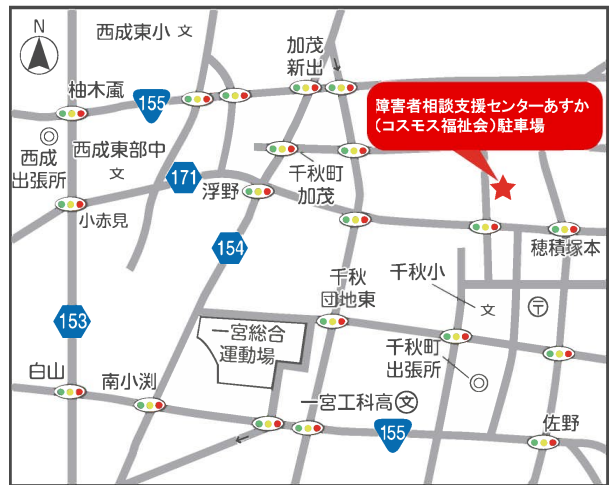 N
西成東小
文
加茂
新出
柚木颪
155
障害者相談支援センターあすか
(コスモス福祉会)駐車場
西成
出張所
西成東部中
文
171
浮野
千秋町
加茂
小赤見
154
穂積塚本
千秋
団地東
千秋小
文
〒
153
一宮総合
運動場
千秋町
出張所
白山
南小渕
一宮工科高
文
155
佐野